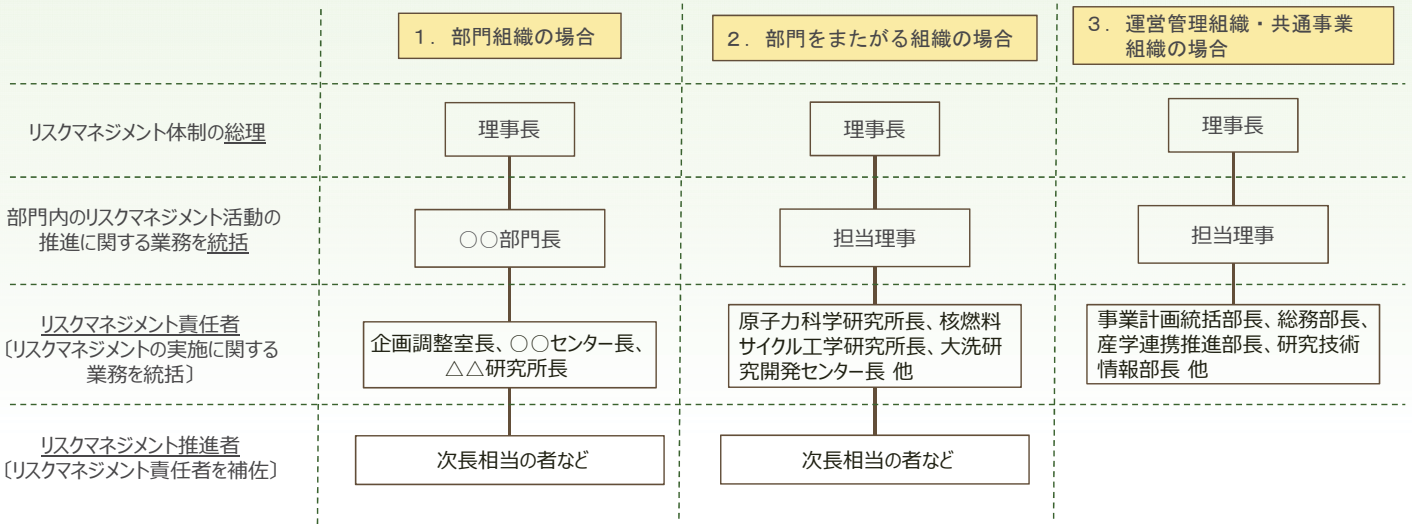 １．部門組織の場合
２．部門をまたがる組織の場合
３．運営管理組織・共通事業
組織の場合
リスクマネジメント体制の総理
理事長
理事長
理事長
部門内のリスクマネジメント活動の
推進に関する業務を統括
○○部門長
担当理事
担当理事
リスクマネジメント責任者
〔リスクマネジメントの実施に関する
業務を統括〕
企画調整室長、○○センター長、
△△研究所長
原子力科学研究所長、核燃料
サイクル工学研究所長、大洗研
究開発センター長 他
事業計画統括部長、総務部長、
産学連携推進部長、研究技術
情報部長 他
リスクマネジメント推進者
〔リスクマネジメント責任者を補佐〕
次長相当の者など
次長相当の者など